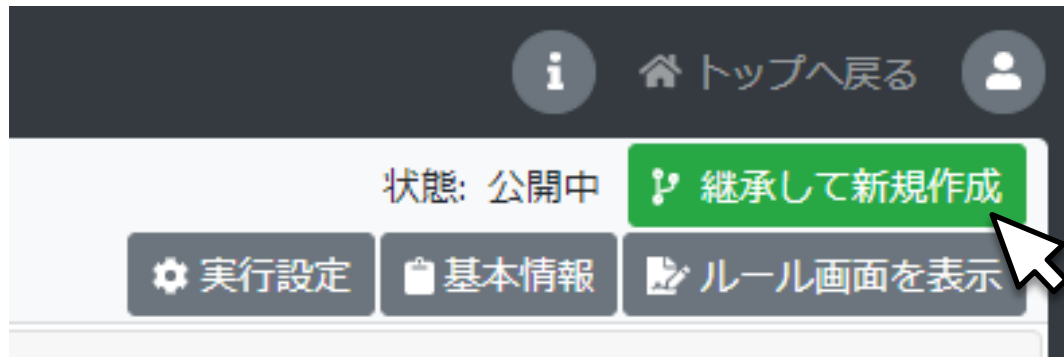 i トップへ戻る
状態: 公開中 継承して新規作成
実行設定 基本情報 ルール画面を表示